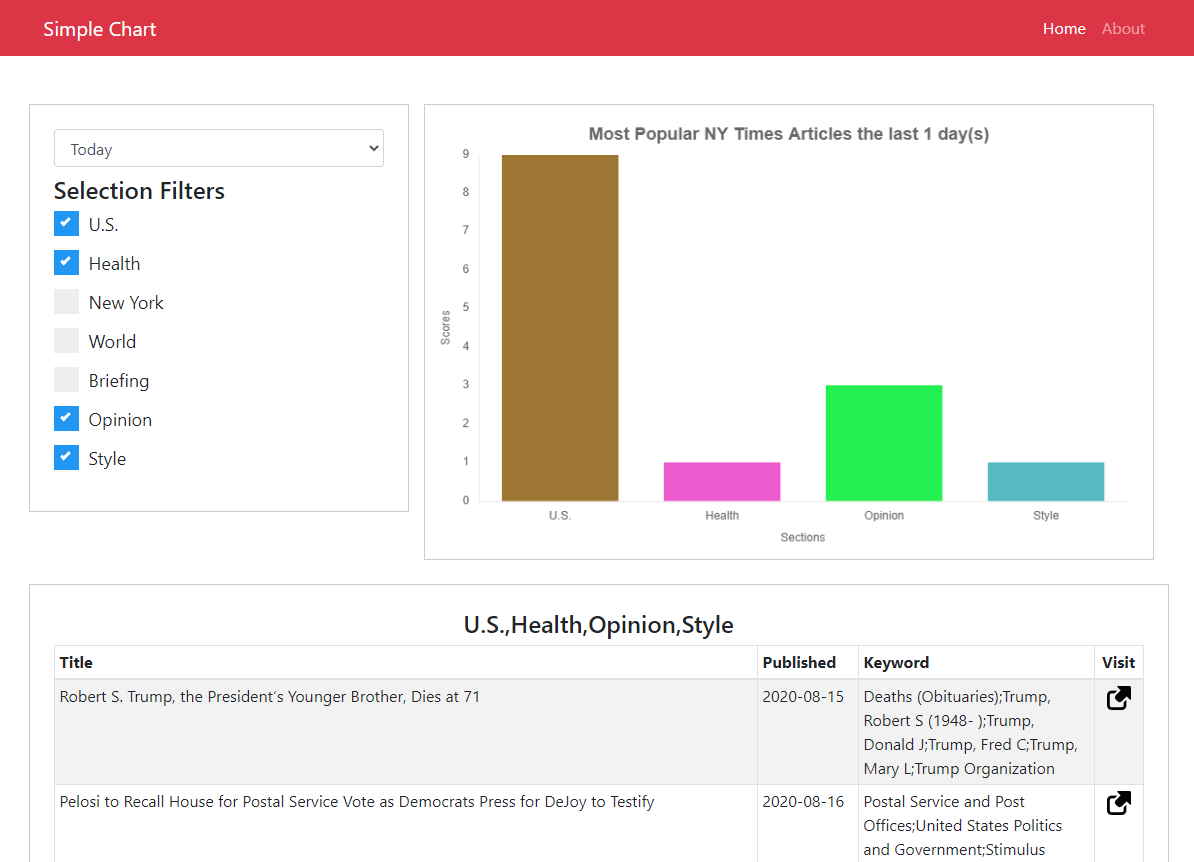 Simple Chart
Home About
Today
Selection Filters
U.S.
Health
New York
World
Briefing
Opinion
Style
Most Popular NY Times Articles the last 1 day(s)
9
8
7
6
5
4
3
2
1
0
Scores
U.S. Health Opinion Style
Sections
U.S.,Health,Opinion,Style
Title Published Keyword Visit
Robert S. Trump, the President’s Younger Brother, Dies at 71 2020-08-15 Deaths (Obituaries);Trump,
Robert S (1948- );Trump,
Donald J;Trump, Fred C;Trump,
Mary L;Trump Organization
Pelosi to Recall House for Postal Service Vote as Democrats Press for DeJoy to Testify 2020-08-16 Postal Service and Post
Offices;United States Politics
and Government;Stimulus